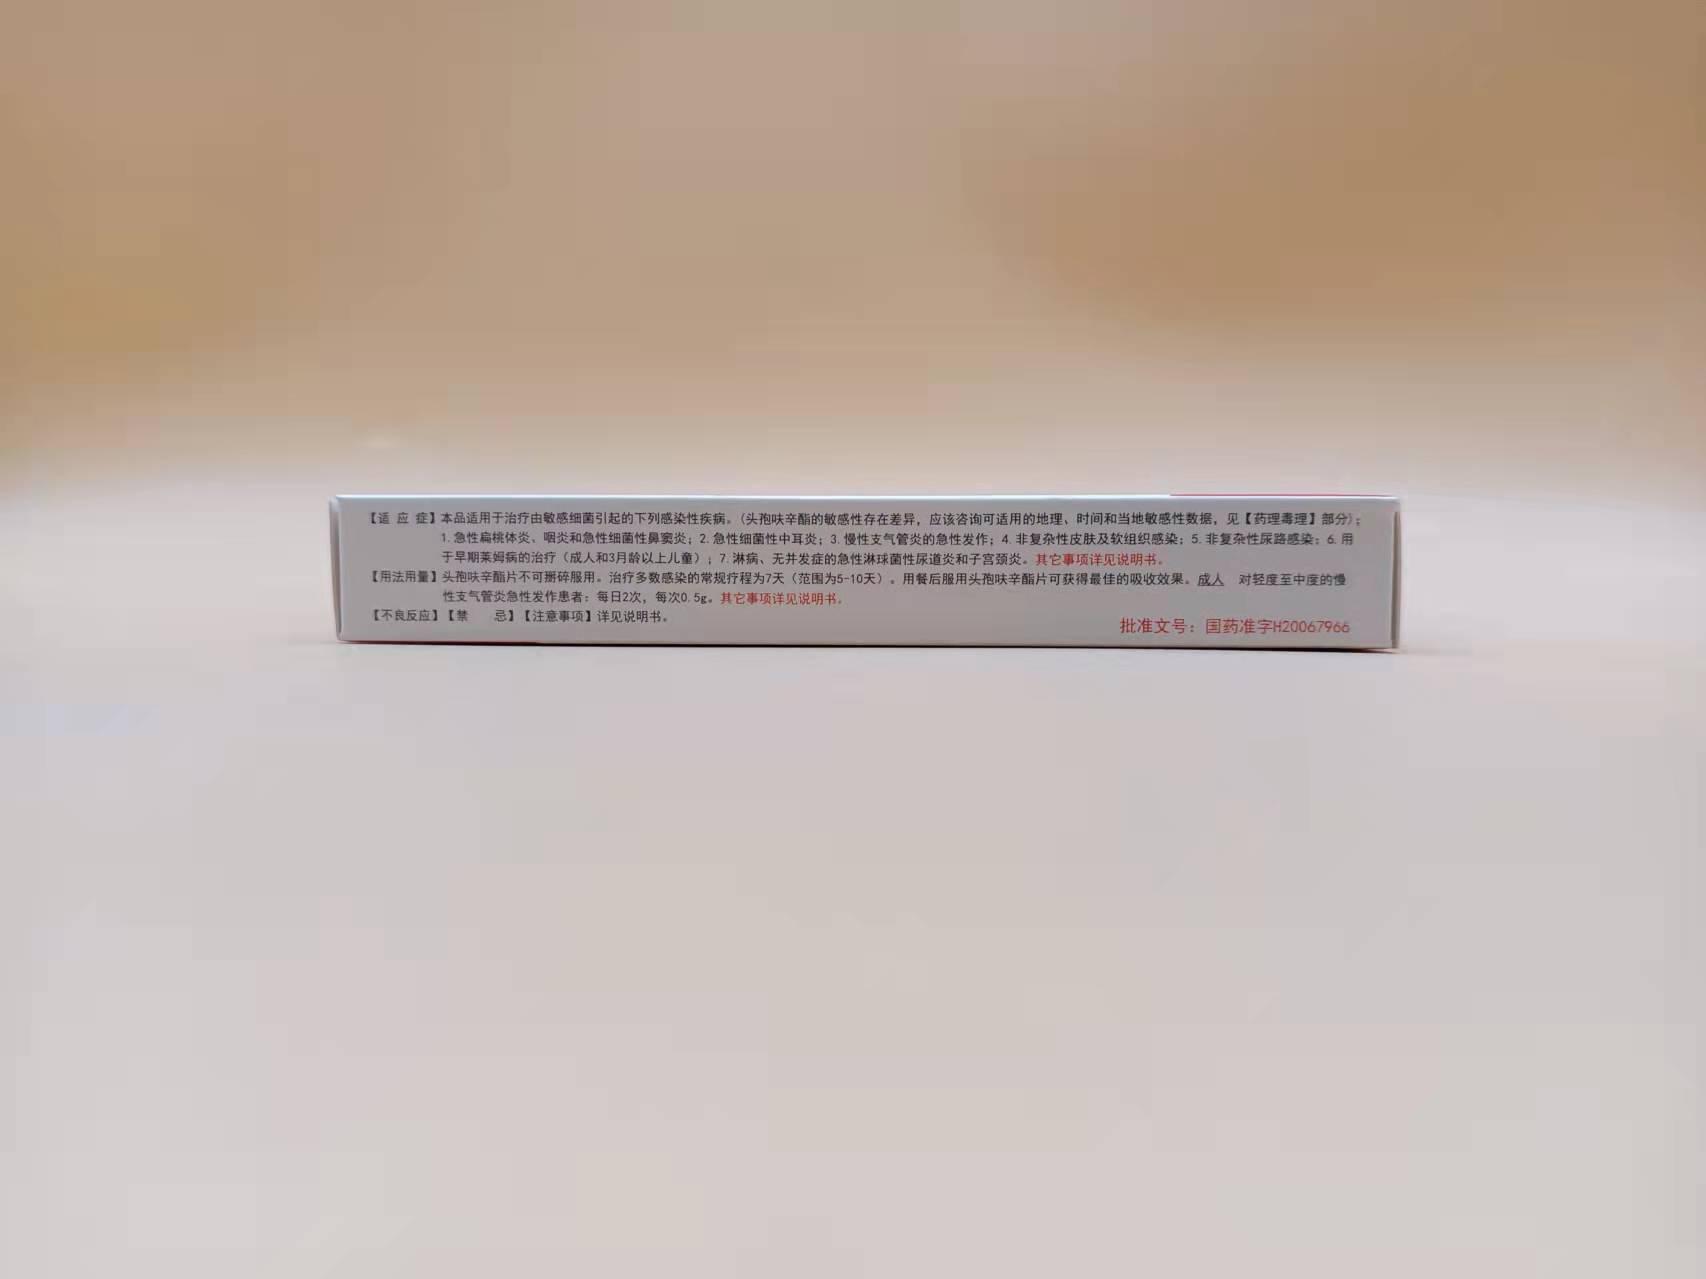 【适 应 症】本品适用于治疗由敏感细菌引起的下列感染性疾病。(头孢呋辛酯的敏感性存在差异，应该咨询可适用的地理、时间和当地敏感性数据，见【药理毒理】部分)；
1.急性扁桃体炎、咽炎和急性细菌性鼻窦炎；2.急性细菌性中耳炎；3.慢性支气管炎的急性发作；4.非复杂性皮肤及软组织感染；5.非复杂性尿路感染；6.用
于早期莱姆病的治疗（成人和3月龄以上儿童）；7.淋病、无并发症的急性淋球菌性尿道炎和子宫颈炎。其它事项详见说明书。
【用法用量】头孢呋辛酯片不可掰碎服用。治疗多数感染的常规疗程为7天（范围为5-10天）。用餐后服用头孢呋辛酯片可获得最佳的吸收效果。成人 对轻度至中度的慢
性支气管炎急性发作患者：每日2次，每次0.5g。其它事项详见说明书。
【不良反应】【禁 忌】【注意事项】详见说明书。
批准文号：国药准字H20067966